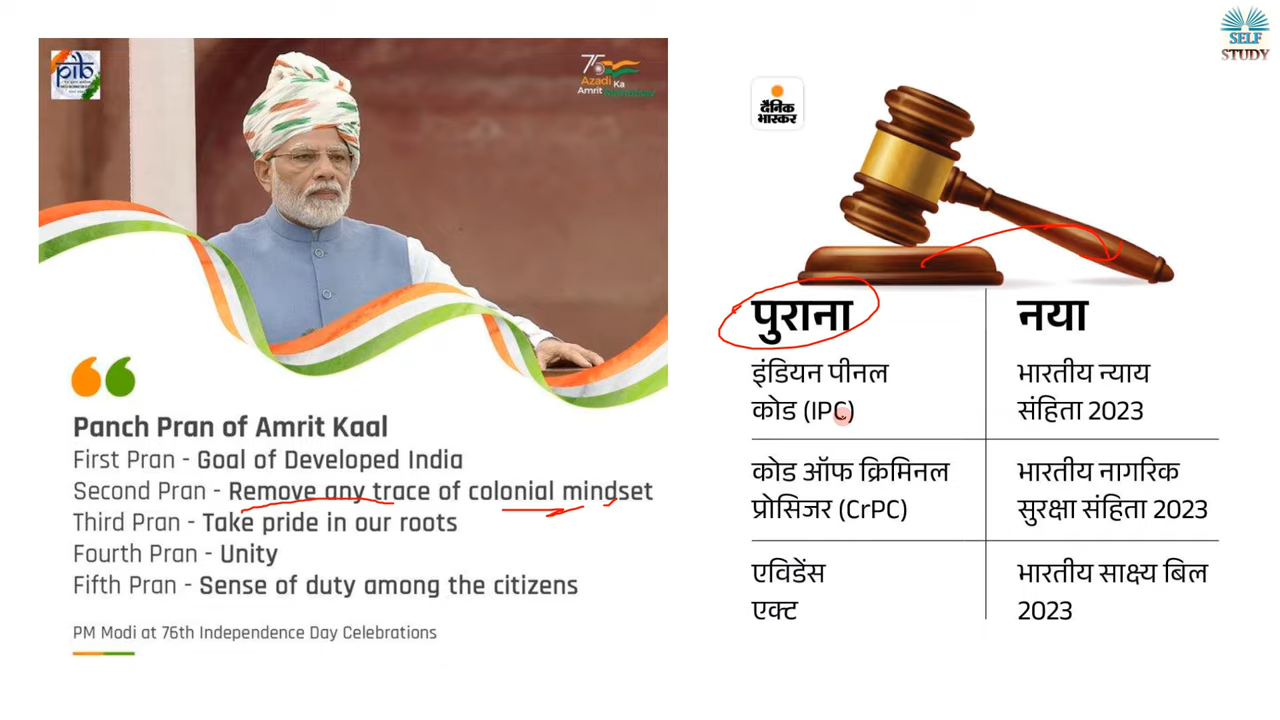 SELF
STUDY
pib
75
Azadi Ka
Amrit Mahotsav
Panch Pran of Amrit Kaal
First Pran - Goal of Developed India
Second Pran - Remove any trace of colonial mindset
Third Pran - Take pride in our roots
Fourth Pran - Unity
Fifth Pran - Sense of duty among the citizens
PM Modi at 76th Independence Day Celebrations
दैनिक
भास्कर
पुराना नया
इंडियन पीनल
कोड (IPC)
भारतीय न्याय
संहिता 2023
कोड ऑफ क्रिमिनल
प्रोसिजर (CrPC)
भारतीय नागरिक
सुरक्षा संहिता 2023
एविडेंस
एक्ट
भारतीय साक्ष्य बिल
2023